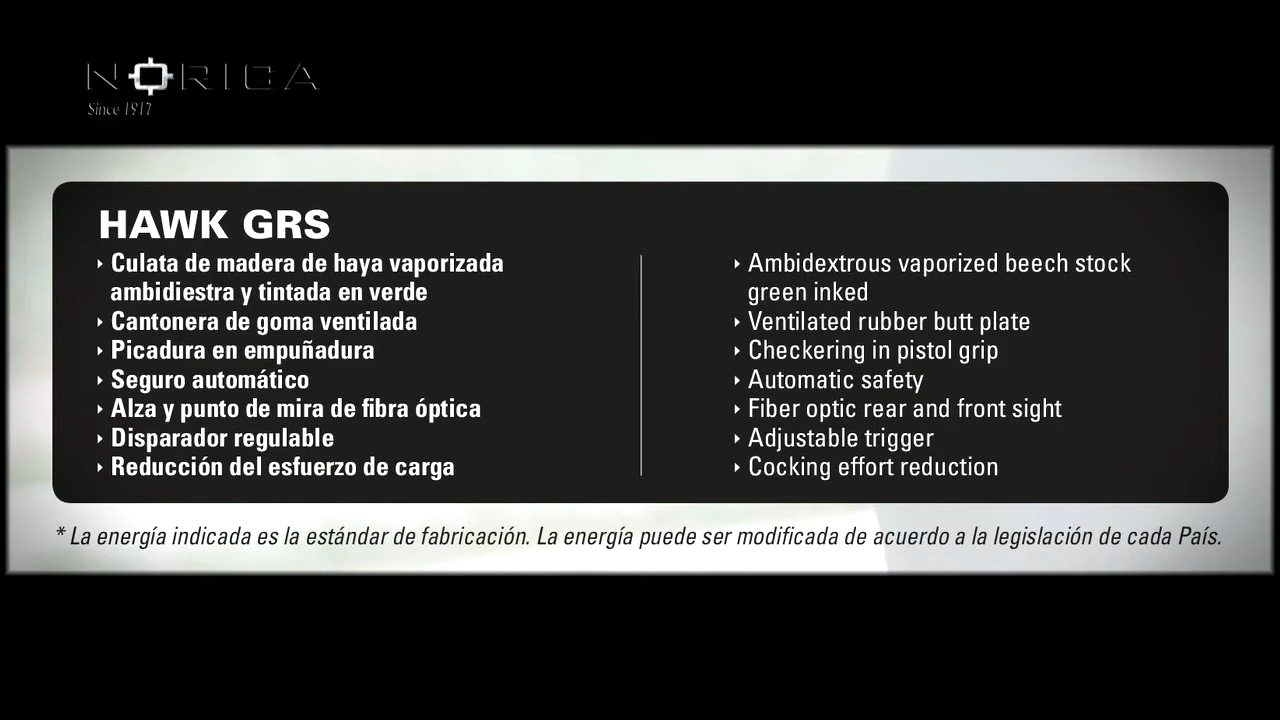 NORICA
Since 1917
HAWK GRS
Culata de madera de haya vaporizada
ambidiestra y tintada en verde
Cantonera de goma ventilada
Picadura en empuñadura
Seguro automático
Alza y punto de mira de fibra óptica
Disparador regulable
Reducción del esfuerzo de carga
Ambidextrous vaporized beech stock
green inked
Ventilated rubber butt plate
Checkering in pistol grip
Automatic safety
Fiber optic rear and front sight
Adjustable trigger
Cocking effort reduction
* La energía indicada es la estándar de fabricación. La energía puede ser modificada de acuerdo a la legislación de cada País.